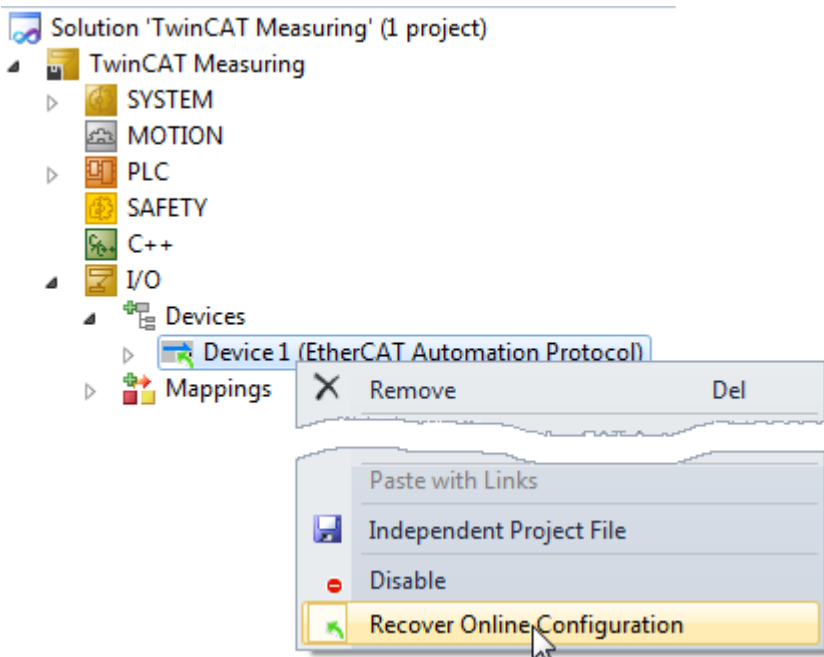 Solution 'TwinCAT Measuring' (1 project)
TwinCAT Measuring
SYSTEM
MOTION
PLC
SAFETY
C++
I/O
Devices
Device 1 (EtherCAT Automation Protocol)
Mappings
Remove Del
Paste with Links
Independent Project File
Disable
Recover Online Configuration